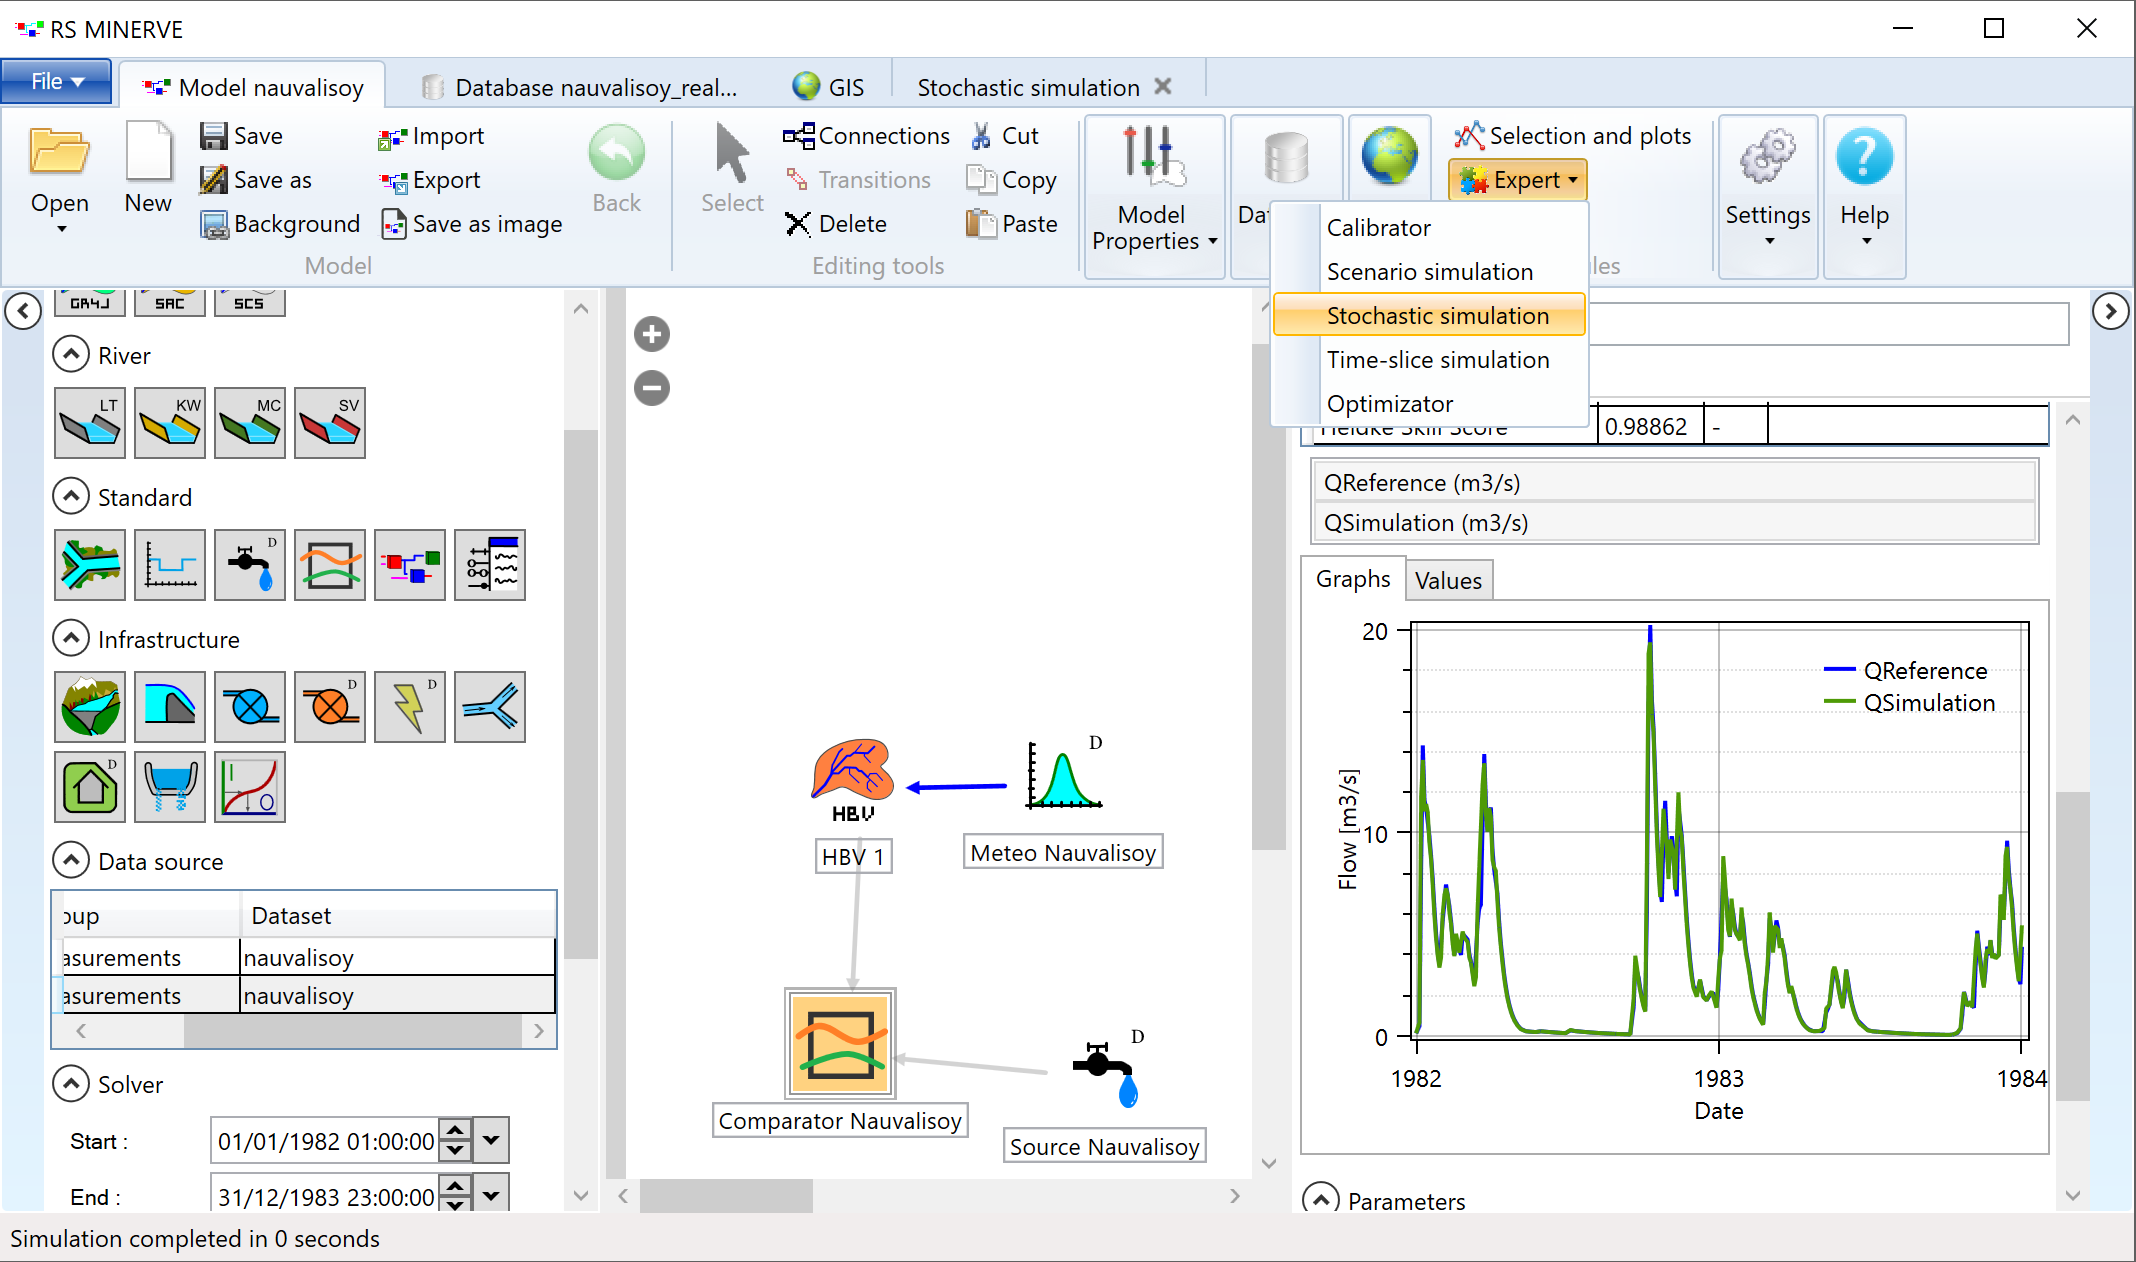 RS MINERVE
File
Model nauvalisoy
Database nauvalisoy_real...
GIS
Stochastic simulation
Open
New
Save
Save as
Background
Import
Export
Save as image
Back
Model
Select
Connections
Transitions
Delete
Cut
Copy
Paste
Editing tools
Model
Properties
Da
Selection and plots
Expert
les
Settings
Help
Calibrator
Scenario simulation
Stochastic simulation
Time-slice simulation
Optimizator
GR4J
SAC
SCS
River
LT
KW
MC
SV
Standard
D
Infrastructure
D
D
D
I
O
Data source
oup
Dataset
asurements
nauvalisoy
asurements
nauvalisoy
Solver
Start :
01/01/1982 01:00:00
End :
31/12/1983 23:00:00
HBV
HBV 1
D
Meteo Nauvalisoy
Comparator Nauvalisoy
D
Source Nauvalisoy
Heidke Skill Score
0.98862
-
QReference (m3/s)
QSimulation (m3/s)
Graphs
Values
20
10
0
Flow [m3/s]
QReference
QSimulation
1982
1983
1984
Date
Parameters
Simulation completed in 0 seconds